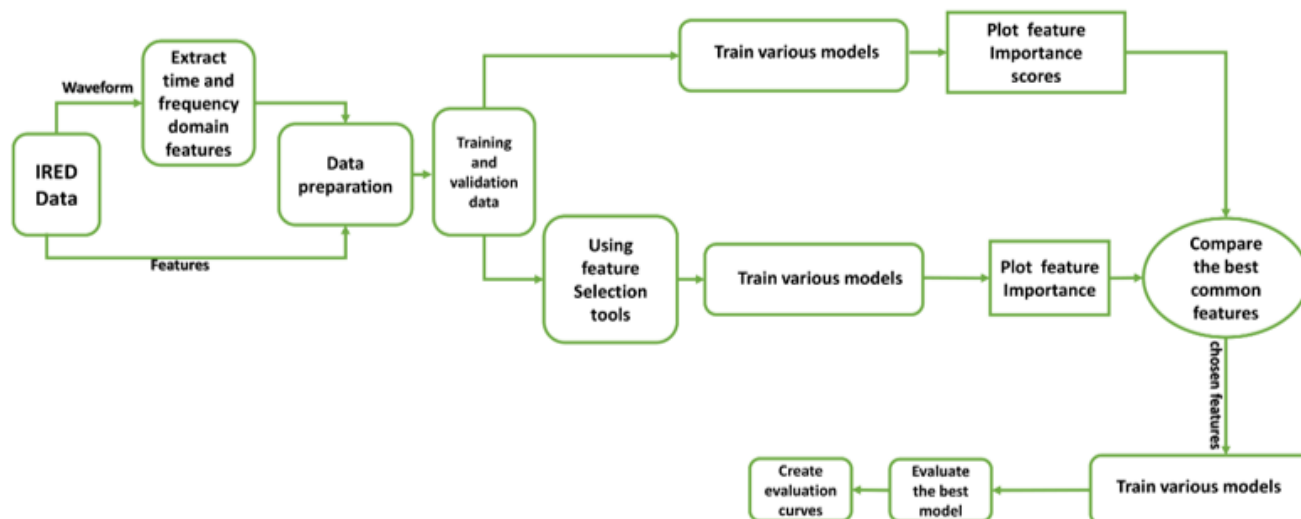 Waveform
Extract
time and
frequency
domain
features
IRED
Data
Features
Data
preparation
Training
and
validation
data
Train various models
Plot feature
Importance
scores
Using
feature
Selection
tools
Train various models
Plot feature
Importance
Compare
the best
common
features
chosen features
Train various models
Evaluate
the best
model
Create
evaluation
curves